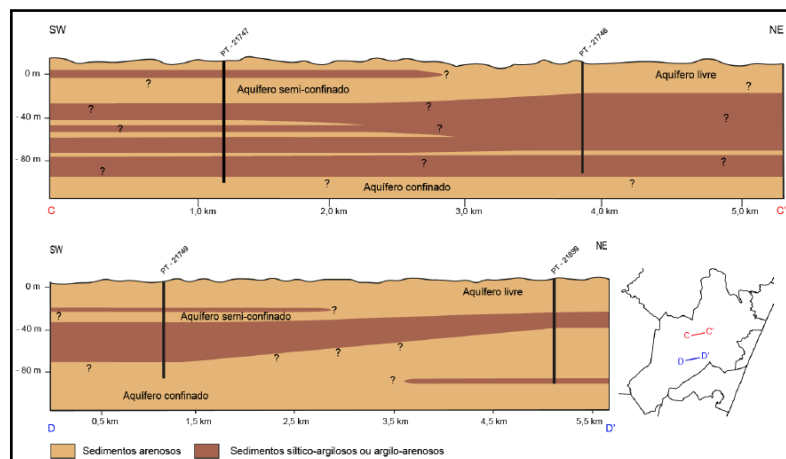 SW
PT - 21747
PT - 21746
NE
0 m
- 40 m
- 80 m
?
Aquífero livre
?
Aquífero semi-confinado
?
?
?
?
?
?
?
?
?
?
?
Aquífero confinado
C
1,0 km
2,0 km
3,0 km
4,0 km
5,0 km
C'
SW
PT - 21749
NE
0 m
- 40 m
- 80 m
Aquífero livre
?
?
Aquífero semi-confinado
?
?
?
?
?
Aquífero confinado
D
0,5 km
1,5 km
2,5 km
3,5 km
4,5 km
5,5 km
D'
C
C'
D
D'
Sedimentos arenosos
Sedimentos síltico-argilosos ou argilo-arenosos